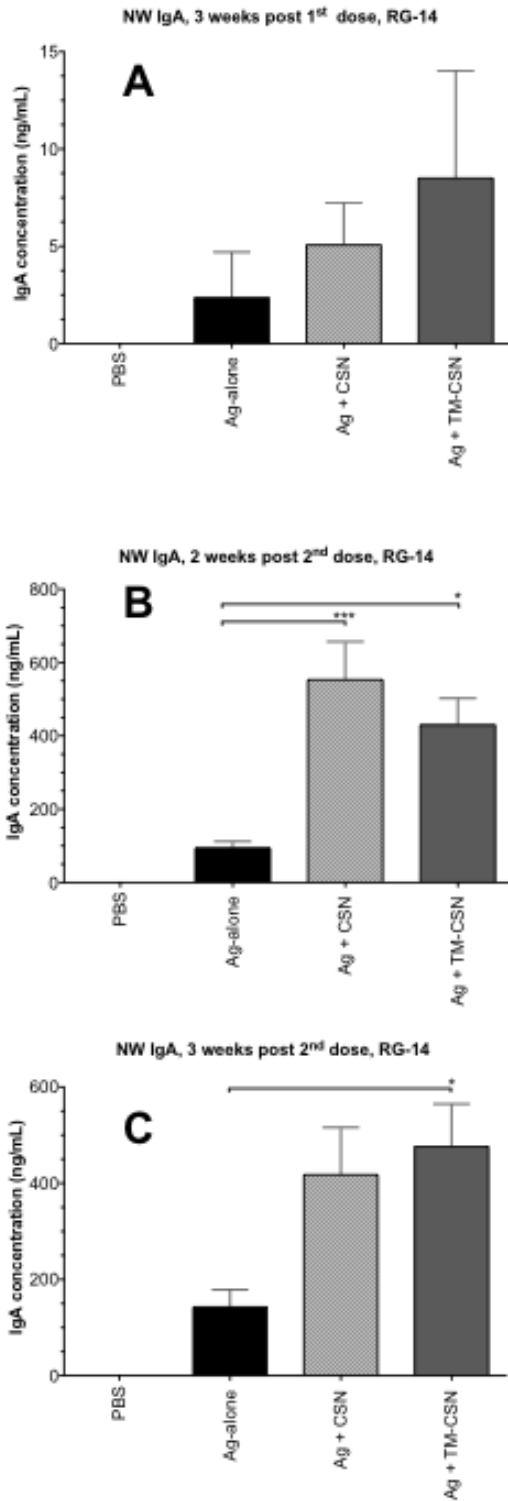 NW IgA, 3 weeks post 1st dose, RG-14
A
IgA concentration (ng/mL)
15
10
5
0
PBS
Ag-alone
Ag + CSN
Ag + TM-CSN
NW IgA, 2 weeks post 2nd dose, RG-14
B
IgA concentration (ng/mL)
800
600
400
200
0
*
***
PBS
Ag-alone
Ag + CSN
Ag + TM-CSN
NW IgA, 3 weeks post 2nd dose, RG-14
C
IgA concentration (ng/mL)
600
400
200
0
*
PBS
Ag-alone
Ag + CSN
Ag + TM-CSN